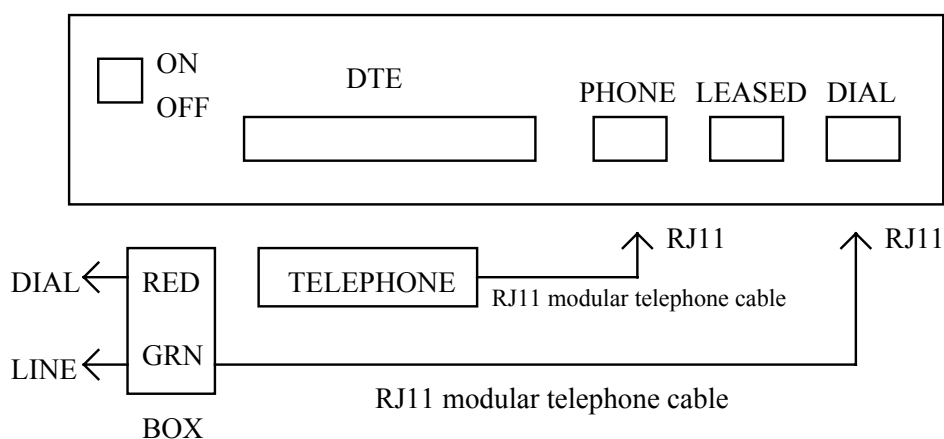 ON
OFF
DTE
PHONE LEASED DIAL
RJ11 RJ11
DIAL RED TELEPHONE
RJ11 modular telephone cable
LINE GRN
RJ11 modular telephone cable
BOX